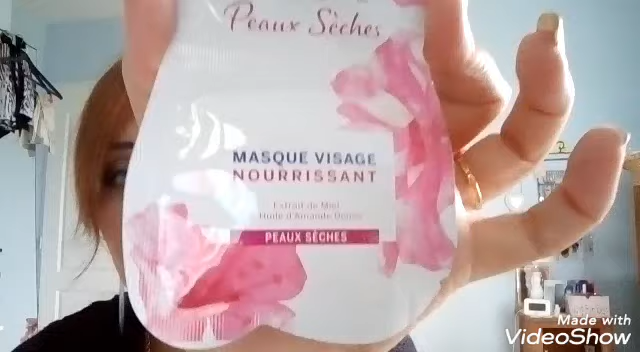 Peaux Sèches
MASQUE VISAGE
NOURRISSANT
Extrait de Miel
Huile d'Amande Douce
PEAUX SÈCHES
Made with
VideoShow